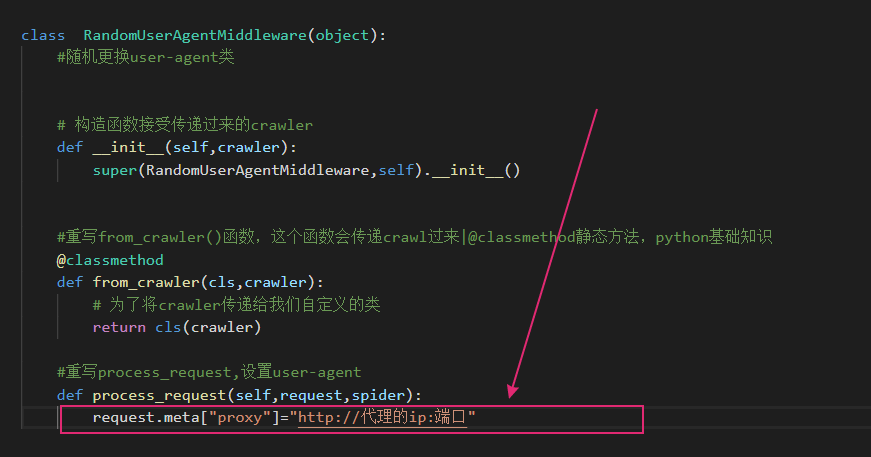 class  RandomUserAgentMiddleware(object):
#随机更换user-agent类
# 构造函数接受传递过来的crawler
def __init__(self,crawler):
super(RandomUserAgentMiddleware,self).__init__()
#重写from_crawler()函数，这个函数会传递crawl过来|@classmethod静态方法，python基础知识
@classmethod
def from_crawler(cls,crawler):
# 为了将crawler传递给我们自定义的类
return cls(crawler)
#重写process_request,设置user-agent
def process_request(self,request,spider):
request.meta["proxy"]="http://代理的ip:端口"